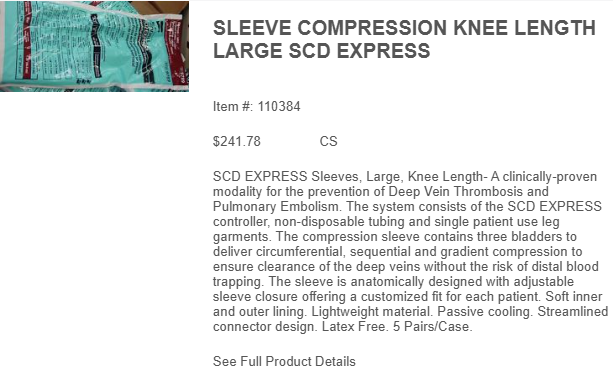 SLEEVE COMPRESSION KNEE LENGTH
LARGE SCD EXPRESS
Item #: 110384
$241.78 CS
SCD EXPRESS Sleeves, Large, Knee Length- A clinically-proven
modality for the prevention of Deep Vein Thrombosis and
Pulmonary Embolism. The system consists of the SCD EXPRESS
controller, non-disposable tubing and single patient use leg
garments. The compression sleeve contains three bladders to
deliver circumferential, sequential and gradient compression to
ensure clearance of the deep veins without the risk of distal blood
trapping. The sleeve is anatomically designed with adjustable
sleeve closure offering a customized fit for each patient. Soft inner
and outer lining. Lightweight material. Passive cooling. Streamlined
connector design. Latex Free. 5 Pairs/Case.
See Full Product Details